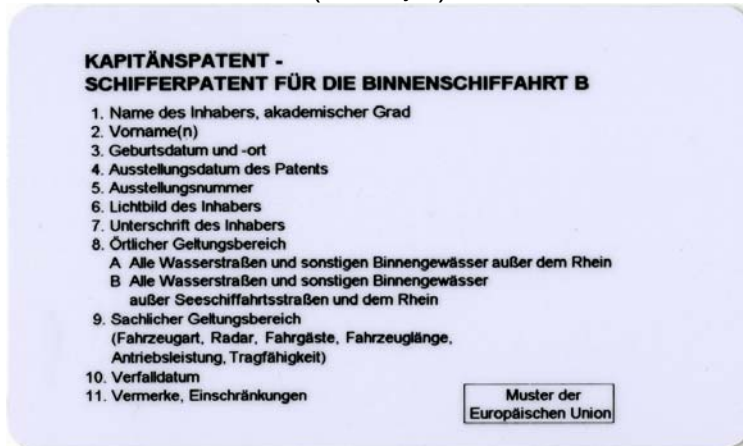 KAPITÄNSPATENT -
SCHIFFERPATENT FÜR DIE BINNENSCHIFFAHRT B
1. Name des Inhabers, akademischer Grad
2. Vorname(n)
3. Geburtsdatum und -ort
4. Ausstellungsdatum des Patents
5. Ausstellungsnummer
6. Lichtbild des Inhabers
7. Unterschrift des Inhabers
8. Örtlicher Geltungsbereich
A Alle Wasserstraßen und sonstigen Binnengewässer außer dem Rhein
B Alle Wasserstraßen und sonstigen Binnengewässer
außer Seeschiffahrtsstraßen und dem Rhein
9. Sachlicher Geltungsbereich
(Fahrzeugart, Radar, Fahrgäste, Fahrzeuglänge,
Antriebsleistung, Tragfähigkeit)
10. Verfalldatum
11. Vermerke, Einschränkungen
Muster der
Europäischen Union